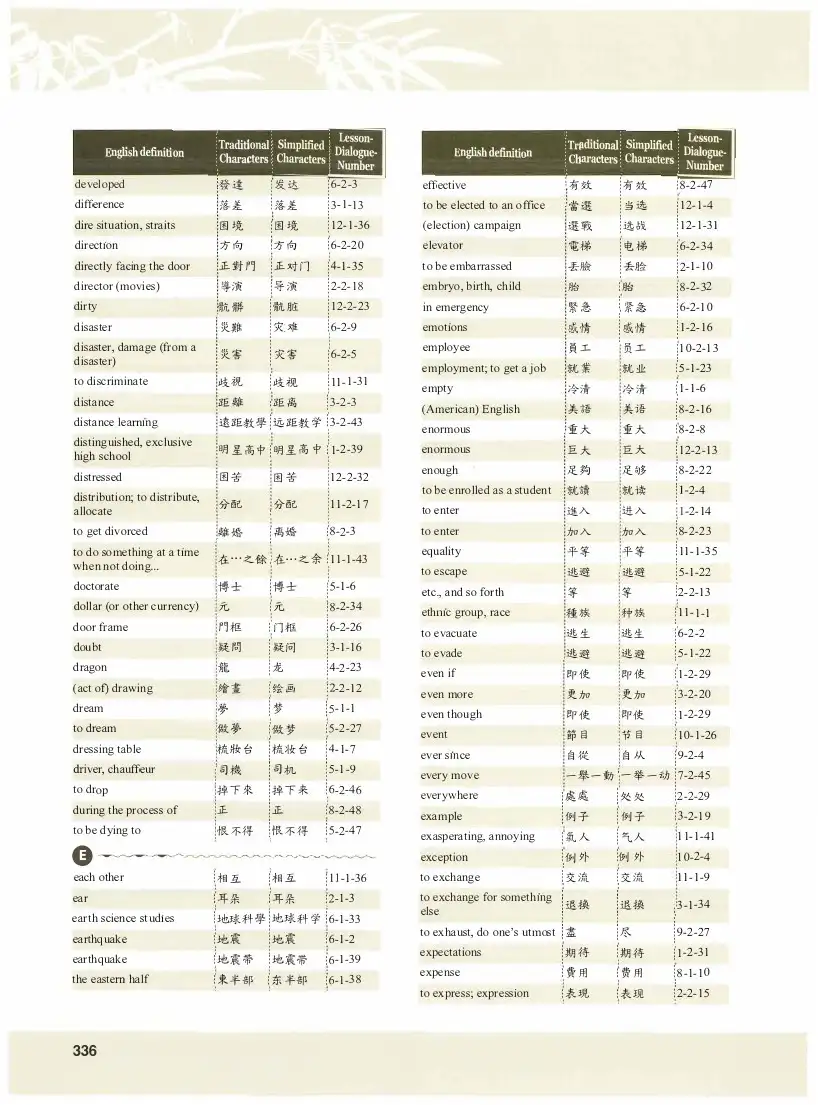 English definition Traditional Characters Simplified Characters Lesson-Dialogue-Number
developed 發達 发达 6-2-3
difference 落差 落差 3-1-13
dire situation, straits 困境 困境 12-1-36
direction 方向 方向 6-2-20
directly facing the door 正對門 正对门 4-1-35
director (movies) 導演 导演 2-2-18
dirty 骯髒 骯脏 12-2-23
disaster 災難 灾难 6-2-9
disaster, damage (from a
disaster) 災害 灾害 6-2-5
to discriminate 歧視 歧视 11-1-31
distance 距離 距离 3-2-3
distance learning 遠距教學 远距教学 3-2-43
distinguished, exclusive
high school 明星高中 明星高中 1-2-39
distressed 困苦 困苦 12-2-32
distribution; to distribute,
allocate 分配 分配 11-2-17
to get divorced 離婚 离婚 8-2-3
to do something at a time
when not doing... 在…之餘 在…之余 11-1-43
doctorate 博士 博士 5-1-6
dollar (or other currency) 元 元 8-2-34
door frame 門框 门框 6-2-26
doubt 疑問 疑问 3-1-16
dragon 龍 龙 4-2-23
(act of) drawing 繪畫 绘画 2-2-12
dream 夢 梦 5-1-1
to dream 做夢 做梦 5-2-27
dressing table 梳妝台 梳妆台 4-1-7
driver, chauffeur 司機 司机 5-1-9
to drop 掉下來 掉下来 6-2-46
during the process of 正 正 8-2-48
to be dying to 恨不得 恨不得 5-2-47
E
each other 相互 相互 11-1-36
ear 耳朵 耳朵 2-1-3
earth science studies 地球科學 地球科学 6-1-33
earthquake 地震 地震 6-1-2
earthquake 地震帶 地震带 6-1-39
the eastern half 東半部 东半部 6-1-38
English definition Traditional Characters Simplified Characters Lesson-Dialogue-Number
effective 有效 有效 8-2-47
to be elected to an office 當選 当选 12-1-4
(election) campaign 選戰 选战 12-1-31
elevator 電梯 电梯 6-2-34
to be embarrassed 丟臉 丢脸 2-1-10
embryo, birth, child 胎 胎 8-2-32
in emergency 緊急 紧急 6-2-10
emotions 感情 感情 1-2-16
employee 員工 员工 10-2-13
employment; to get a job 就業 就业 5-1-23
empty 冷清 冷清 1-1-6
(American) English 美語 美语 8-2-16
enormous 重大 重大 8-2-8
enormous 巨大 巨大 12-2-13
enough 足夠 足够 8-2-22
to be enrolled as a student 就讀 就读 1-2-4
to enter 進入 进入 1-2-14
to enter 加入 加入 8-2-23
equality 平等 平等 11-1-35
to escape 逃避 逃避 5-1-22
etc., and so forth 等 等 2-2-13
ethnic group, race 種族 种族 11-1-1
to evacuate 逃生 逃生 6-2-2
to evade 逃避 逃避 5-1-22
even if 即使 即使 1-2-29
even more 更加 更加 3-2-20
even though 即使 即使 1-2-29
event 節目 节目 10-1-26
ever since 自從 自从 9-2-4
every move 一舉一動 一举一动 7-2-45
everywhere 處處 处处 2-2-29
example 例子 例子 3-2-19
exasperating, annoying 氣人 气人 11-1-41
exception 例外 例外 10-2-4
to exchange 交流 交流 11-1-9
to exchange for something
else 退換 退换 3-1-34
to exhaust, do one's utmost 盡 尽 9-2-27
expectations 期待 期待 1-2-31
expense 費用 费用 8-1-10
to express; expression 表現 表现 2-2-15
336